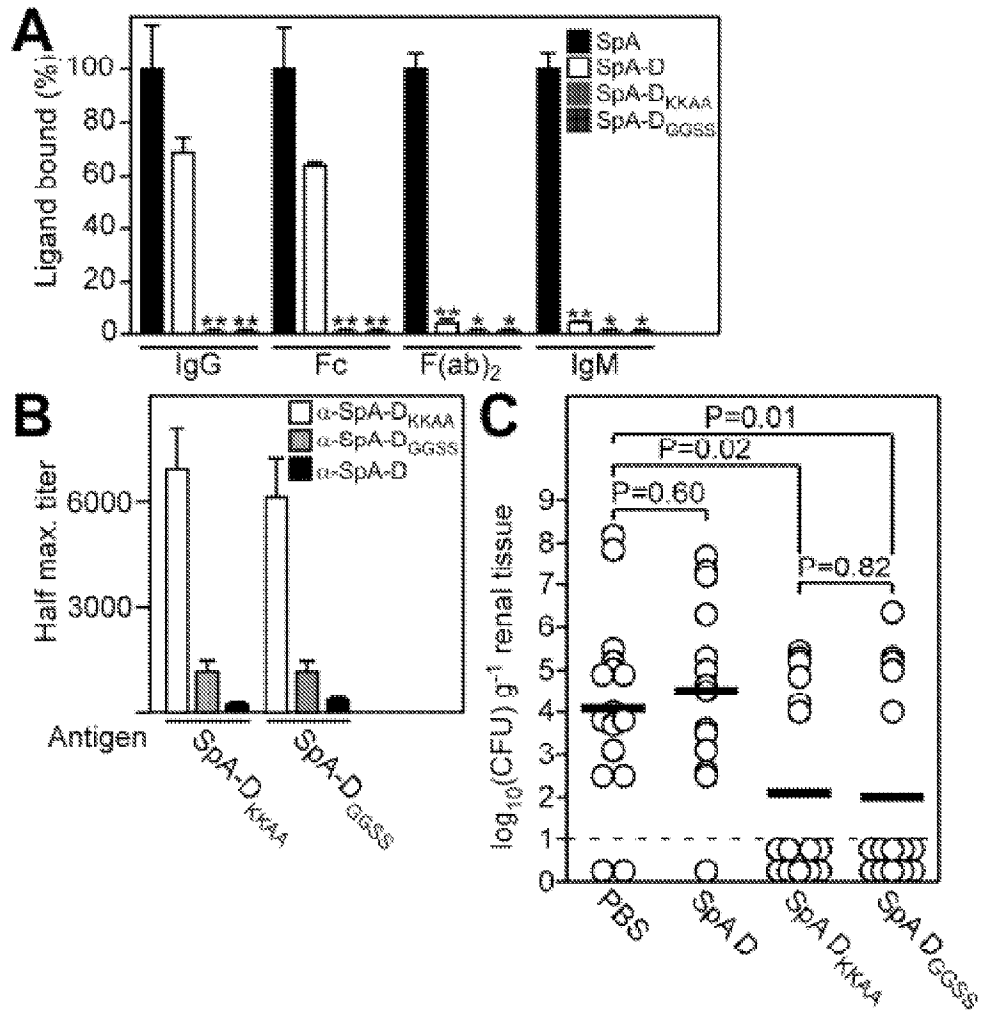 A
Ligand bound (%)
100
80
60
40
20
0
SpA
SpA-D
SpA-DKKAA
SpA-DGGSS
** **
** **
** * *
** * *
IgG Fc F(ab)2 IgM
B
Half max. titer
6000
3000
α-SpA-DKKAA
α-SpA-DGGSS
α-SpA-D
Antigen
SpA-DKKAA
SpA-DGGSS
C
log10(CFU) g-1 renal tissue
9
8
7
6
5
4
3
2
1
0
P=0.01
P=0.02
P=0.60
P=0.82
PBS
SpA D
SpA DKKAA
SpA DGGSS